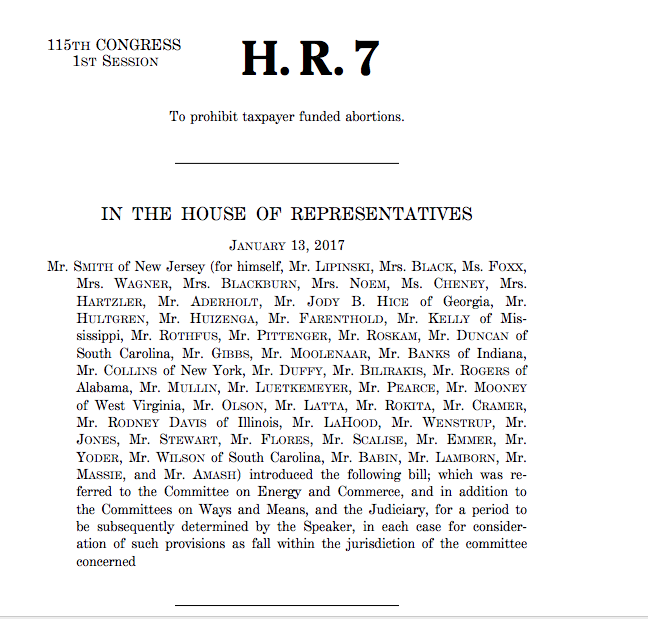 115TH CONGRESS
1ST SESSION
H. R. 7
To prohibit taxpayer funded abortions.
IN THE HOUSE OF REPRESENTATIVES
JANUARY 13, 2017
Mr. SMITH of New Jersey (for himself, Mr. LIPINSKI, Mrs. BLACK, Ms. FOXX,
Mrs. WAGNER, Mrs. BLACKBURN, Mrs. NOEM, Ms. CHENEY, Mrs.
HARTZLER, Mr. ADERHOLT, Mr. JODY B. HICE of Georgia, Mr.
HULTGREN, Mr. HUIZENGA, Mr. FARENTHOLD, Mr. KELLY of Mis-
sissippi, Mr. ROTHFUS, Mr. PITTENGER, Mr. ROSKAM, Mr. DUNCAN of
South Carolina, Mr. GIBBS, Mr. MOOLENAAR, Mr. BANKS of Indiana,
Mr. COLLINS of New York, Mr. DUFFY, Mr. BILIRAKIS, Mr. ROGERS of
Alabama, Mr. MULLIN, Mr. LUETKEMEYER, Mr. PEARCE, Mr. MOONEY
of West Virginia, Mr. OLSON, Mr. LATTA, Mr. ROKITA, Mr. CRAMER,
Mr. RODNEY DAVIS of Illinois, Mr. LAHOOD, Mr. WENSTRUP, Mr.
JONES, Mr. STEWART, Mr. FLORES, Mr. SCALISE, Mr. EMMER, Mr.
YODER, Mr. WILSON of South Carolina, Mr. BABIN, Mr. LAMBORN, Mr.
MASSIE, and Mr. AMASH) introduced the following bill; which was re-
ferred to the Committee on Energy and Commerce, and in addition to
the Committees on Ways and Means, and the Judiciary, for a period to
be subsequently determined by the Speaker, in each case for consider-
ation of such provisions as fall within the jurisdiction of the committee
concerned